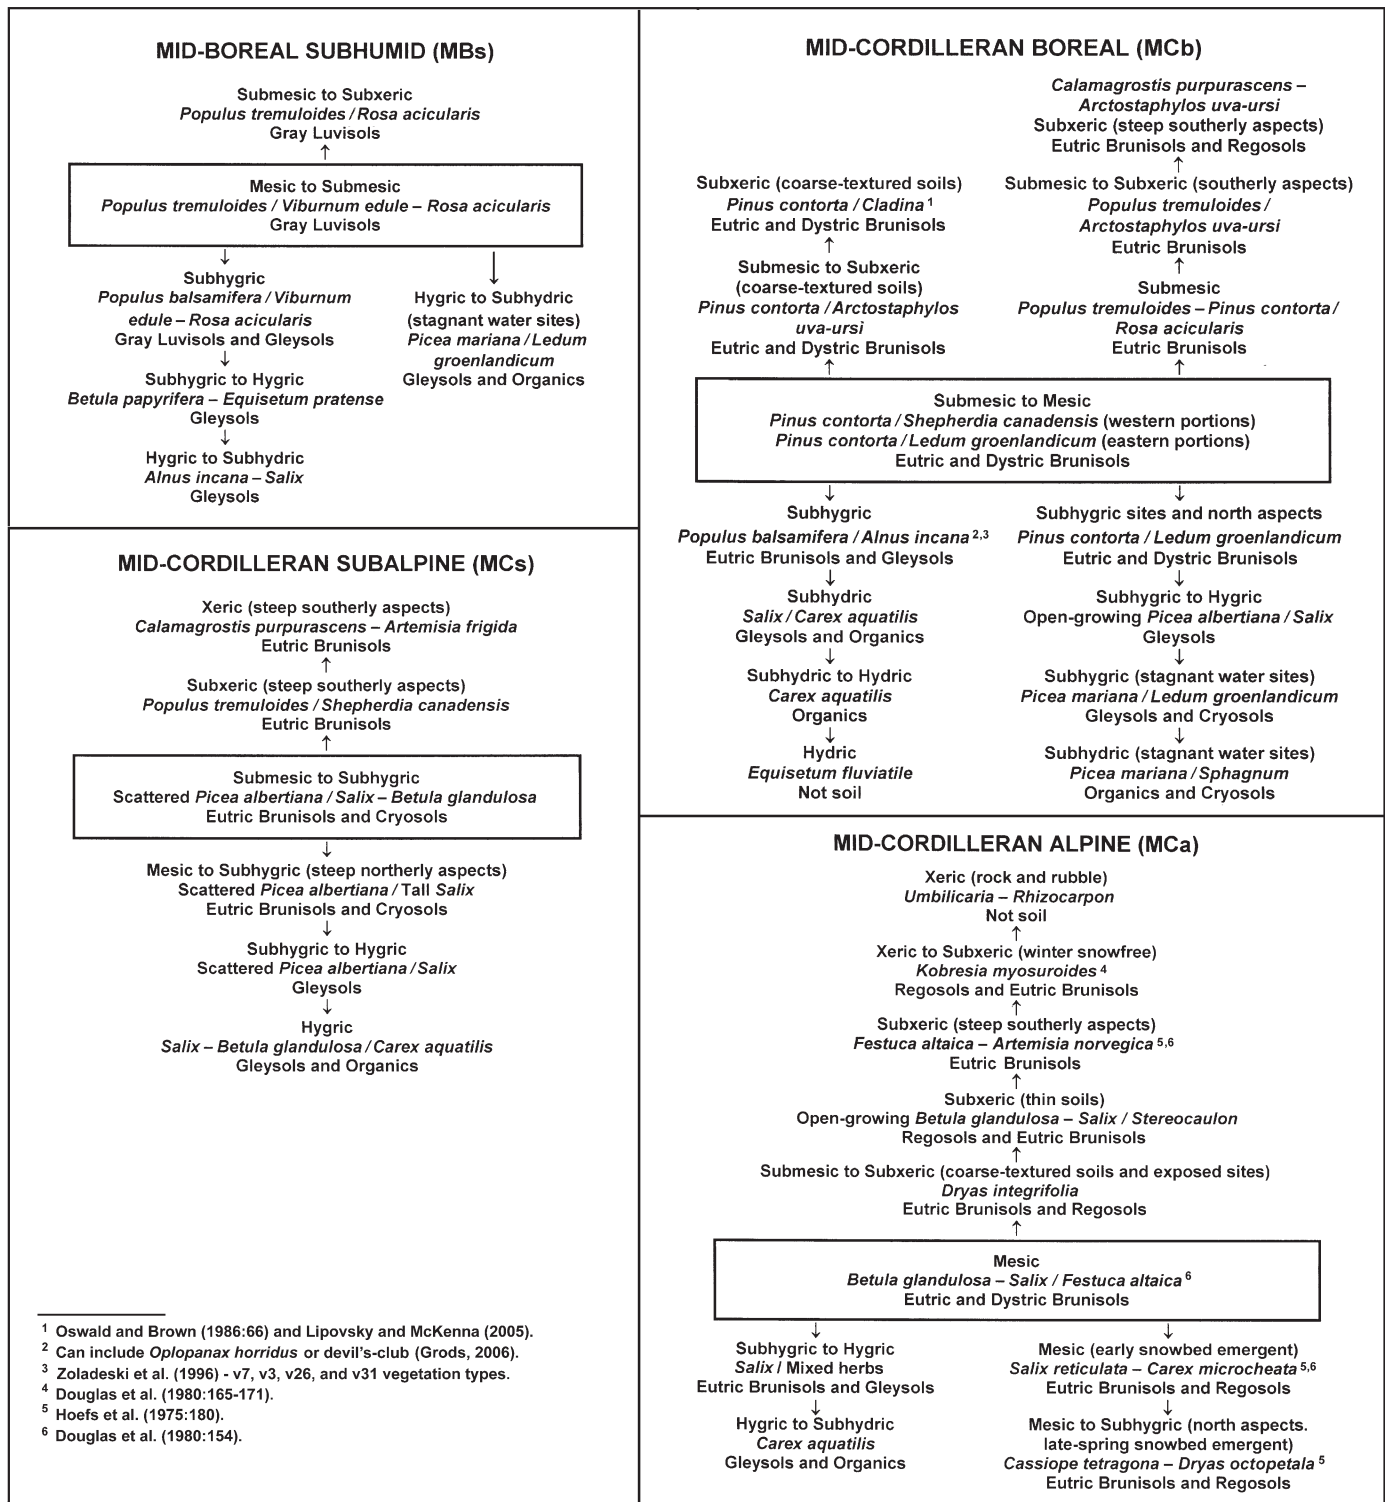 MID-BOREAL SUBHUMID (MBs)
Submesic to Subxeric
Populus tremuloides / Rosa acicularis
Gray Luvisols
↑
Mesic to Submesic
Populus tremuloides / Viburnum edule – Rosa acicularis
Gray Luvisols
↓
Subhygric
Populus balsamifera / Viburnum
edule – Rosa acicularis
Gray Luvisols and Gleysols
↓
Subhygric to Hygric
Betula papyrifera – Equisetum pratense
Gleysols
↓
Hygric to Subhydric
Alnus incana – Salix
Gleysols
↓
Hygric to Subhydric
(stagnant water sites)
Picea mariana / Ledum
groenlandicum
Gleysols and Organics
MID-CORDILLERAN SUBALPINE (MCs)
Xeric (steep southerly aspects)
Calamagrostis purpurascens – Artemisia frigida
Eutric Brunisols
↑
Subxeric (steep southerly aspects)
Populus tremuloides / Shepherdia canadensis
Eutric Brunisols
↑
Submesic to Subhygric
Scattered Picea albertiana / Salix – Betula glandulosa
Eutric Brunisols and Cryosols
↓
Mesic to Subhygric (steep northerly aspects)
Scattered Picea albertiana / Tall Salix
Eutric Brunisols and Cryosols
↓
Subhygric to Hygric
Scattered Picea albertiana / Salix
Gleysols
↓
Hygric
Salix – Betula glandulosa / Carex aquatilis
Gleysols and Organics
1 Oswald and Brown (1986:66) and Lipovsky and McKenna (2005).
2 Can include Oplopanax horridus or devil's-club (Grods, 2006).
3 Zoladeski et al. (1996) - v7, v3, v26, and v31 vegetation types.
4 Douglas et al. (1980:165-171).
5 Hoefs et al. (1975:180).
6 Douglas et al. (1980:154).
MID-CORDILLERAN BOREAL (MCb)
Subxeric (coarse-textured soils)
Pinus contorta / Cladina 1
Eutric and Dystric Brunisols
↑
Submesic to Subxeric
(coarse-textured soils)
Pinus contorta / Arctostaphylos
uva-ursi
Eutric and Dystric Brunisols
↑
Calamagrostis purpurascens –
Arctostaphylos uva-ursi
Subxeric (steep southerly aspects)
Eutric Brunisols and Regosols
↑
Submesic to Subxeric (southerly aspects)
Populus tremuloides /
Arctostaphylos uva-ursi
Eutric Brunisols
↑
Submesic
Populus tremuloides – Pinus contorta /
Rosa acicularis
Eutric Brunisols
↑
Submesic to Mesic
Pinus contorta / Shepherdia canadensis (western portions)
Pinus contorta / Ledum groenlandicum (eastern portions)
Eutric and Dystric Brunisols
↓
Subhygric
Populus balsamifera / Alnus incana 2,3
Eutric Brunisols and Gleysols
↓
Subhydric
Salix / Carex aquatilis
Gleysols and Organics
↓
Subhydric to Hydric
Carex aquatilis
Organics
↓
Hydric
Equisetum fluviatile
Not soil
↓
Subhygric sites and north aspects
Pinus contorta / Ledum groenlandicum
Eutric and Dystric Brunisols
↓
Subhygric to Hygric
Open-growing Picea albertiana / Salix
Gleysols
↓
Subhygric (stagnant water sites)
Picea mariana / Ledum groenlandicum
Gleysols and Cryosols
↓
Subhydric (stagnant water sites)
Picea mariana / Sphagnum
Organics and Cryosols
MID-CORDILLERAN ALPINE (MCa)
Xeric (rock and rubble)
Umbilicaria – Rhizocarpon
Not soil
↑
Xeric to Subxeric (winter snowfree)
Kobresia myosuroides 4
Regosols and Eutric Brunisols
↑
Subxeric (steep southerly aspects)
Festuca altaica – Artemisia norvegica 5,6
Eutric Brunisols
↑
Subxeric (thin soils)
Open-growing Betula glandulosa – Salix / Stereocaulon
Regosols and Eutric Brunisols
↑
Submesic to Subxeric (coarse-textured soils and exposed sites)
Dryas integrifolia
Eutric Brunisols and Regosols
↑
Mesic
Betula glandulosa – Salix / Festuca altaica 6
Eutric and Dystric Brunisols
↓
Subhygric to Hygric
Salix / Mixed herbs
Eutric Brunisols and Gleysols
↓
Hygric to Subhydric
Carex aquatilis
Gleysols and Organics
↓
Mesic (early snowbed emergent)
Salix reticulata – Carex microcheata 5,6
Eutric Brunisols and Regosols
↓
Mesic to Subhygric (north aspects.
late-spring snowbed emergent)
Cassiope tetragona – Dryas octopetala 5
Eutric Brunisols and Regosols